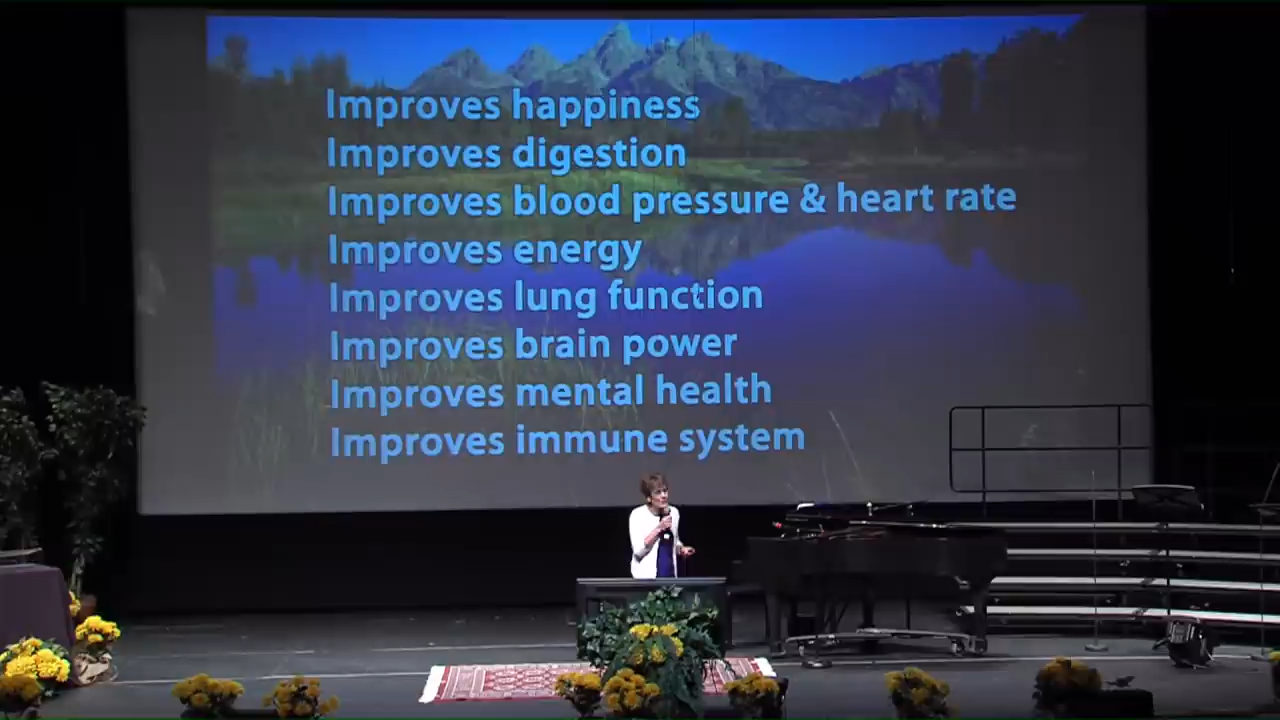 Improves happiness
Improves digestion
Improves blood pressure & heart rate
Improves energy
Improves lung function
Improves brain power
Improves mental health
Improves immune system